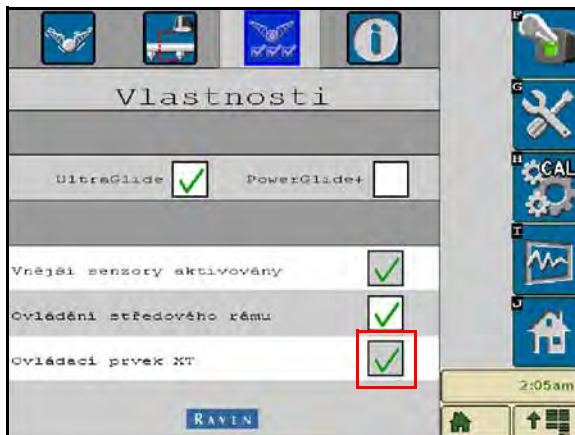 F
Vlastnosti
G
UltraGlide PowerGlide+
H
CAL
I
Vnější senzory aktivovány
Ovládání středového rámu
J
Ovládací prvek XT
2:05am
RAVEN